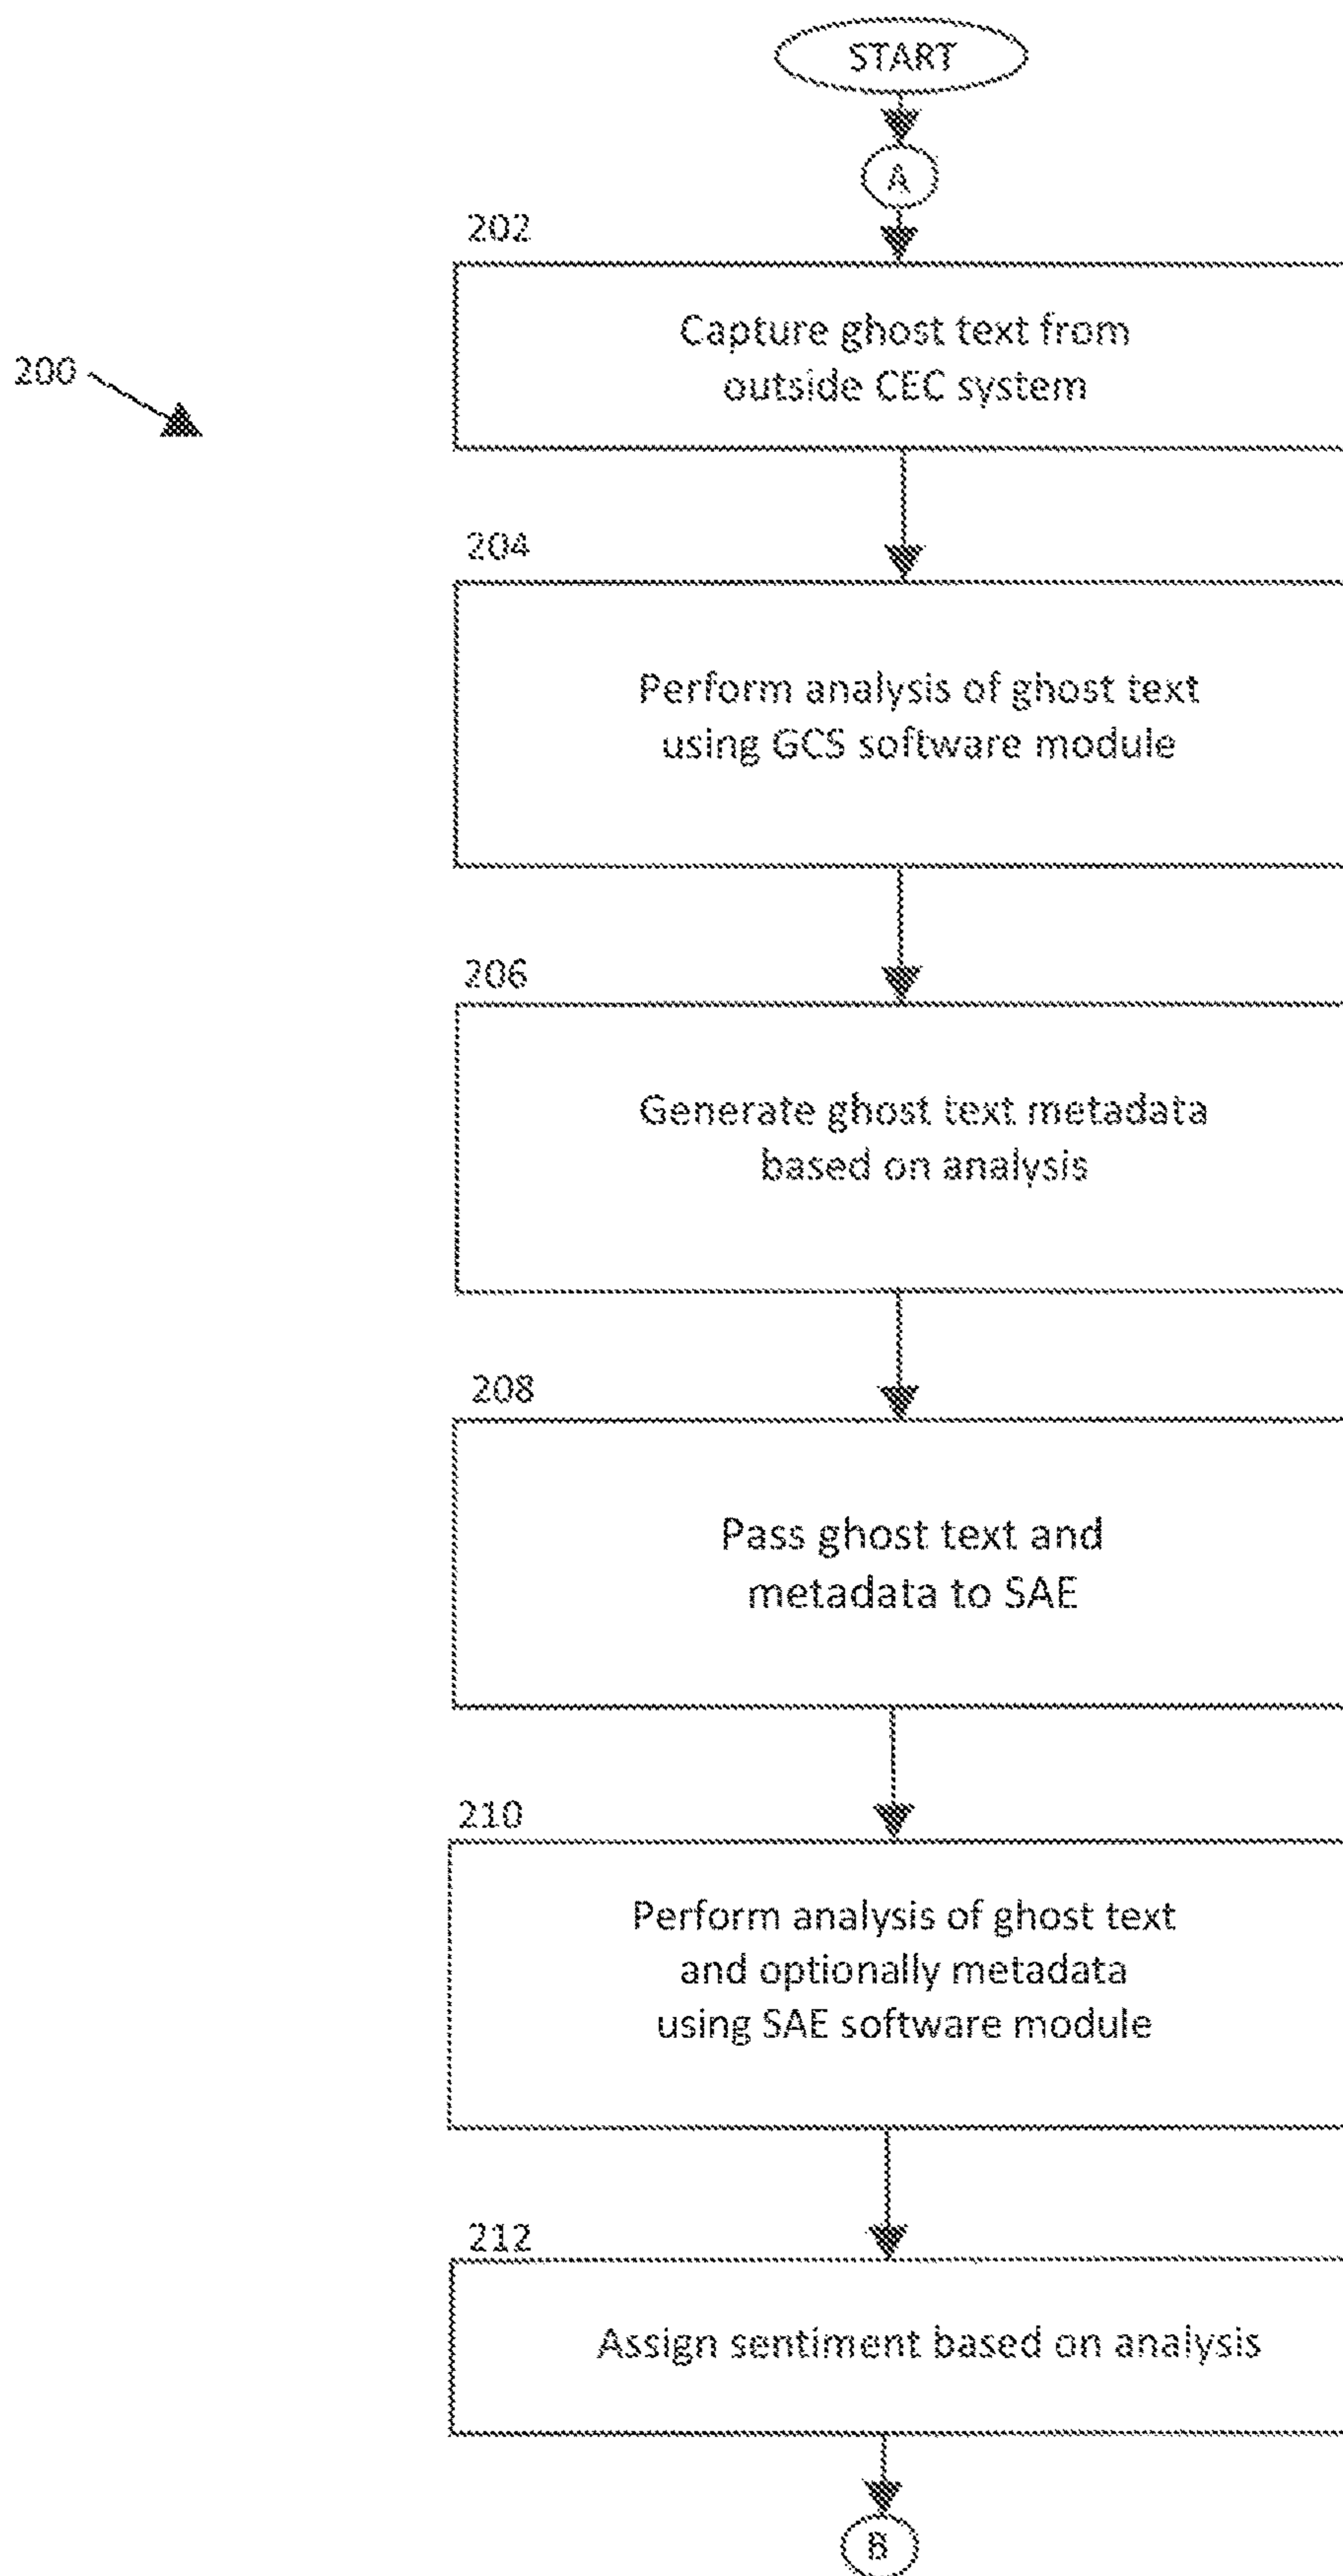 START
A
202
Capture ghost text from
outside CEC system
200
204
Perform analysis of ghost text
using GCS software module
206
Generate ghost text metadata
based on analysis
208
Pass ghost text and
metadata to SAE
210
Perform analysis of ghost text
and optionally metadata
using SAE software module
212
Assign sentiment based on analysis
B